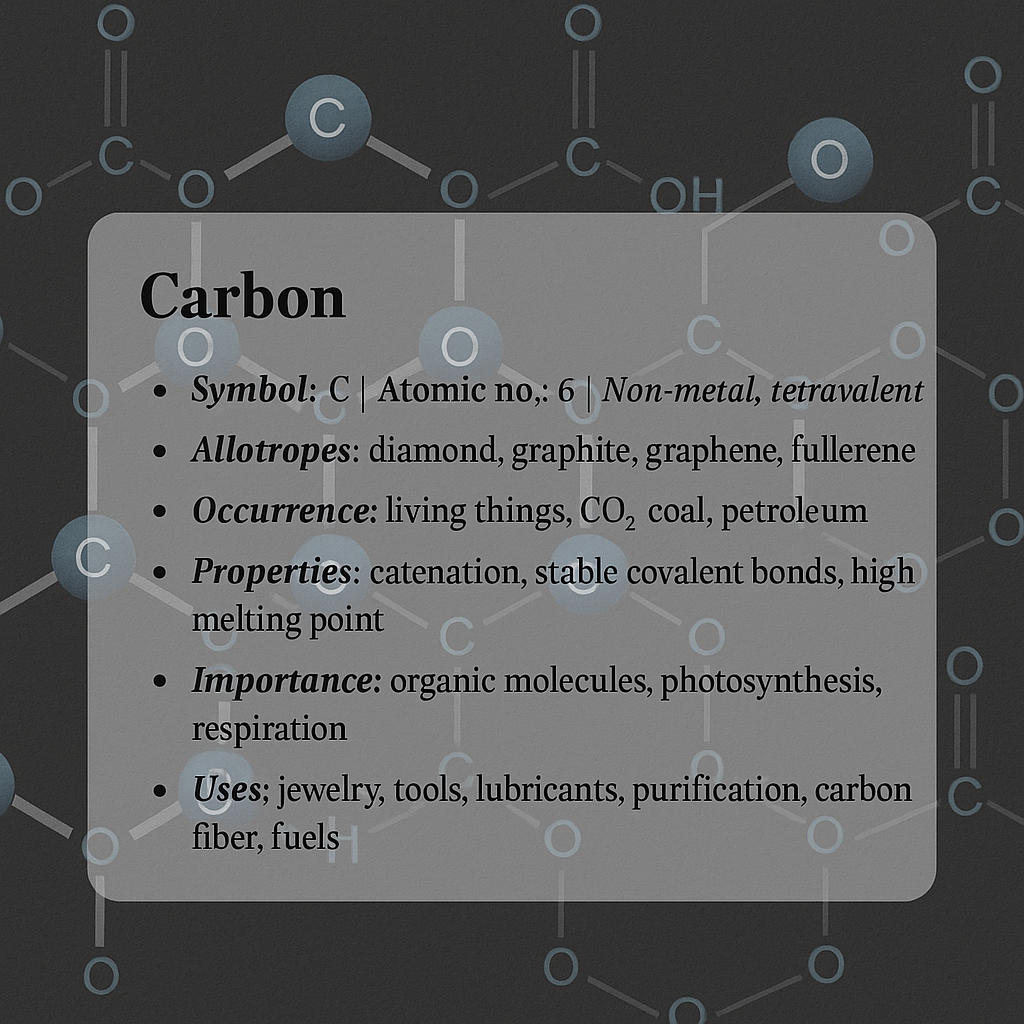 Carbon
• Symbol: C | Atomic no,: 6 | Non-metal, tetravalent
• Allotropes: diamond, graphite, graphene, fullerene
• Occurrence: living things, CO₂ coal, petroleum
• Properties: catenation, stable covalent bonds, high
melting point
• Importance: organic molecules, photosynthesis,
respiration
• Uses; jewelry, tools, lubricants, purification, carbon
fiber, fuels